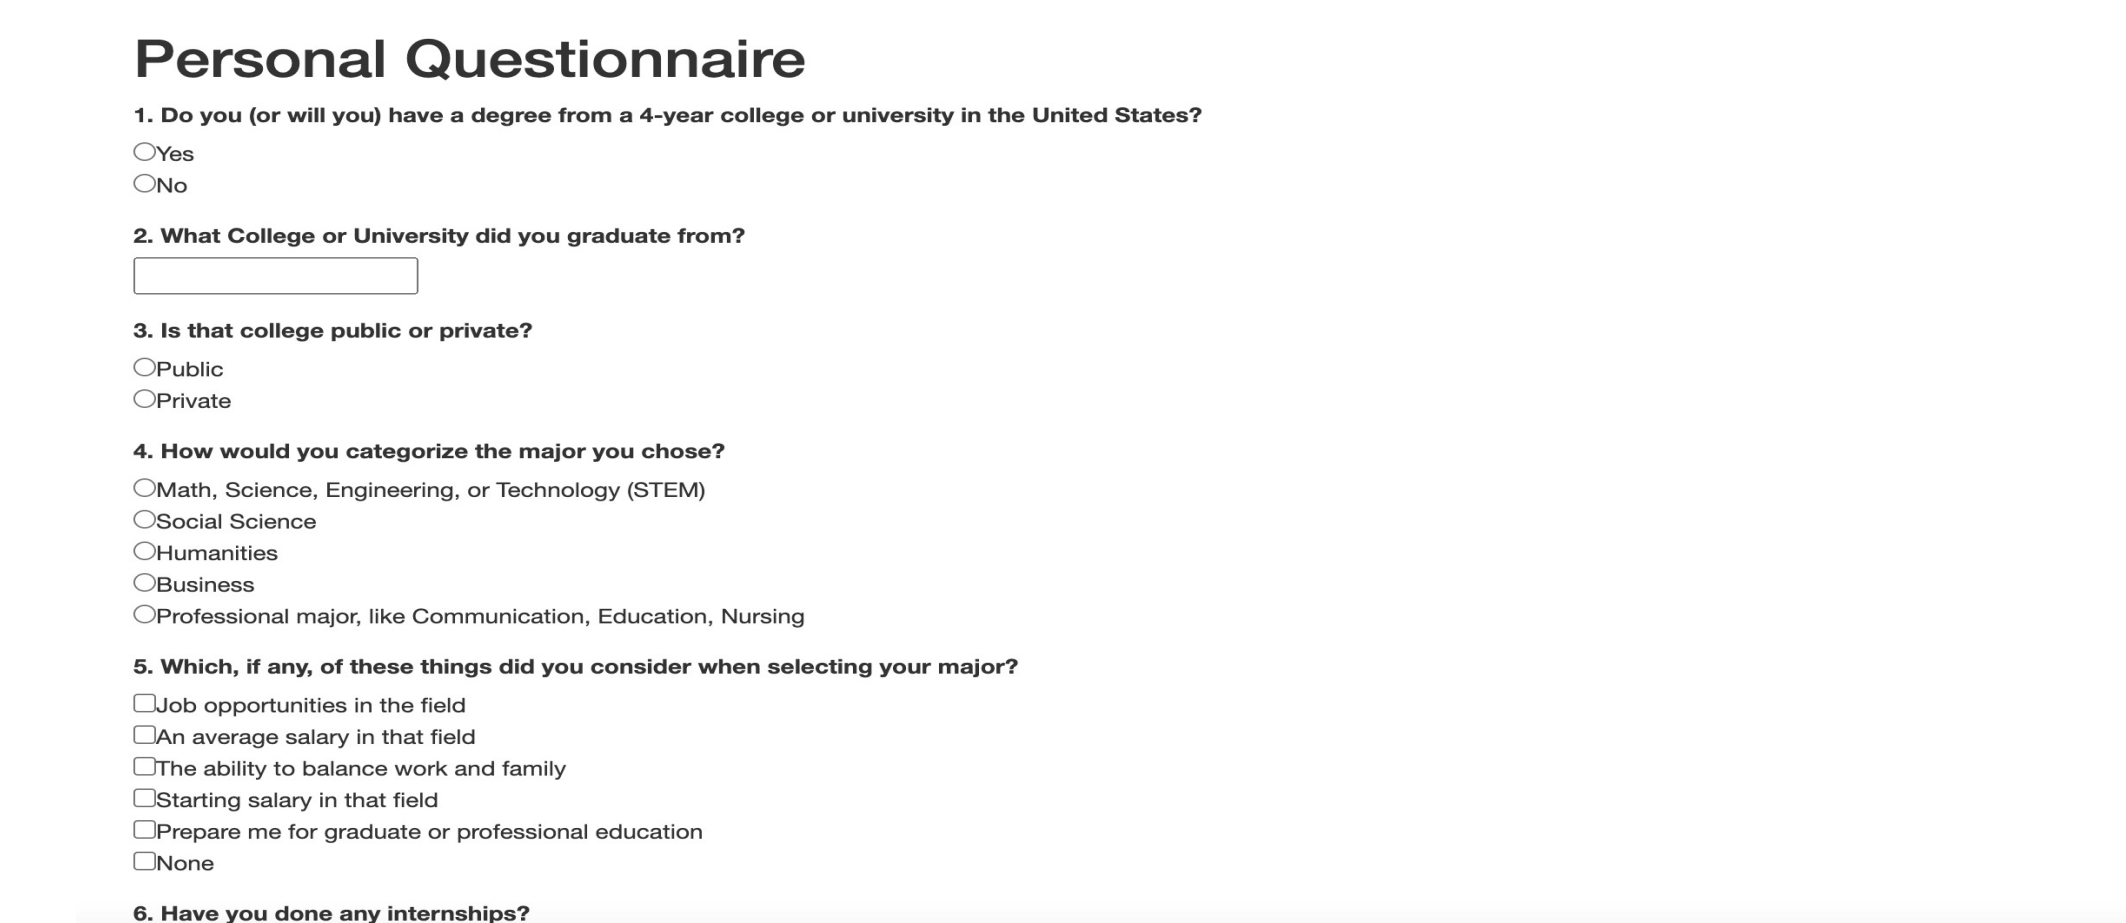 Personal Questionnaire
1. Do you (or will you) have a degree from a 4-year college or university in the United States?
Yes
No
2. What College or University did you graduate from?
3. Is that college public or private?
Public
Private
4. How would you categorize the major you chose?
Math, Science, Engineering, or Technology (STEM)
Social Science
Humanities
Business
Professional major, like Communication, Education, Nursing
5. Which, if any, of these things did you consider when selecting your major?
Job opportunities in the field
An average salary in that field
The ability to balance work and family
Starting salary in that field
Prepare me for graduate or professional education
None
6. Have you done any internships?